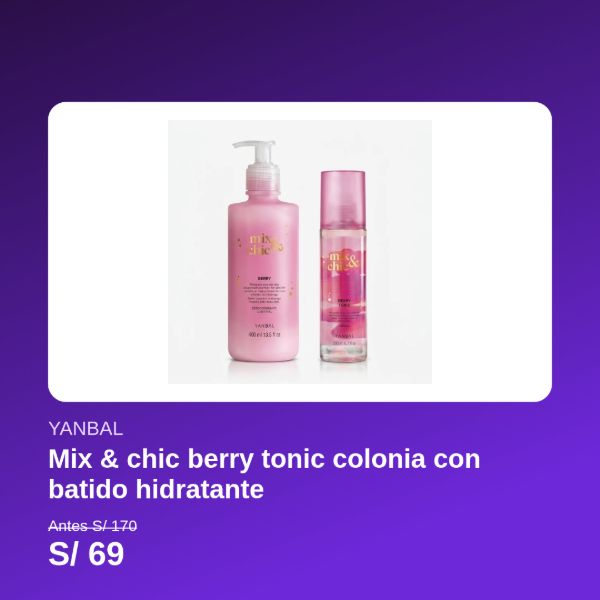 mix&
chic
BERRY
YANBAL
400 ml 13.5 fl oz
mix&
chic
BERRY
TONIC
YANBAL
YANBAL
Mix & chic berry tonic colonia con
batido hidratante
Antes S/ 170
S/ 69